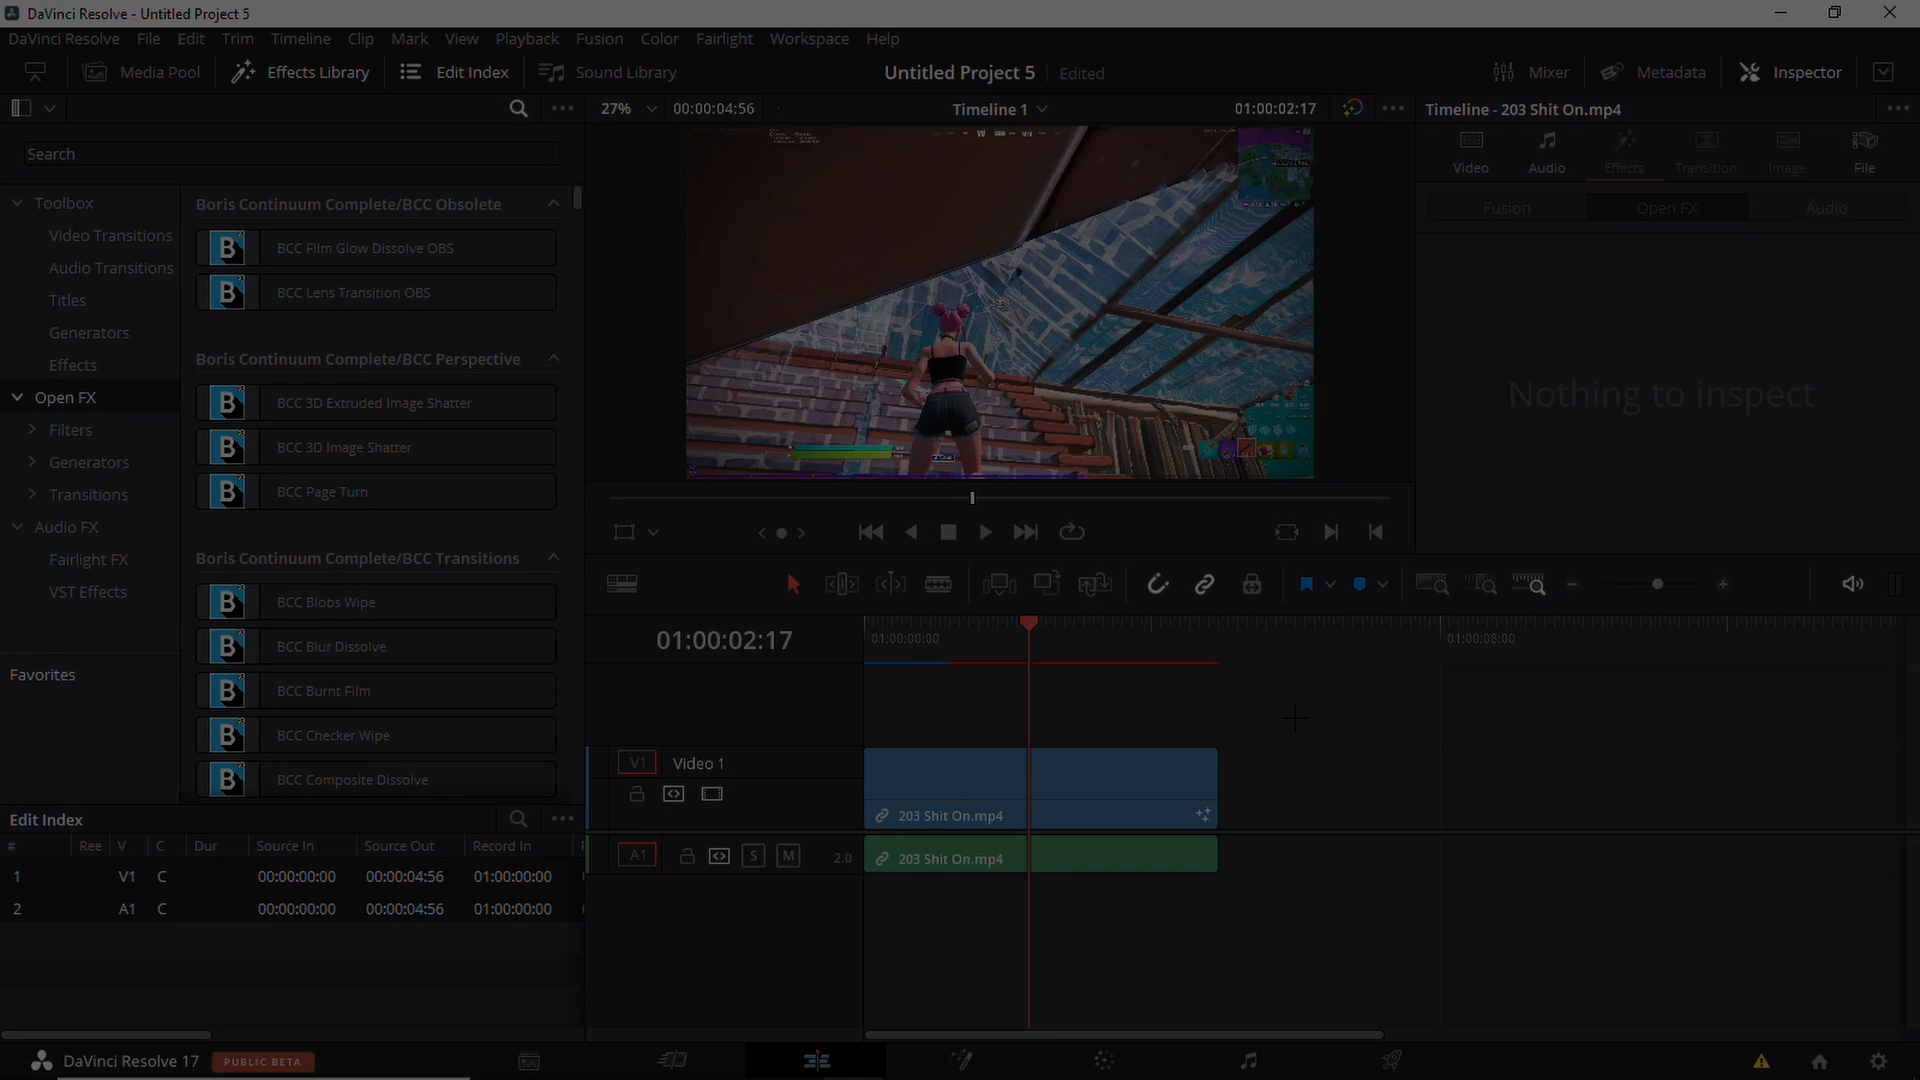 DaVinci Resolve - Untitled Project 5
DaVinci Resolve File Edit Trim Timeline Clip Mark View Playback Fusion Color Fairlight Workspace Help
Media Pool Effects Library Edit Index Sound Library Untitled Project 5 Edited Mixer Metadata Inspector
27% 00:00:04:56 Timeline 1 01:00:02:17 Timeline - 203 Shit On.mp4
Search
Video Audio Effects Transition Image File
Fusion Open FX Audio
Nothing to inspect
Toolbox
Video Transitions
Audio Transitions
Titles
Generators
Effects
Open FX
Filters
Generators
Transitions
Audio FX
Fairlight FX
VST Effects
Favorites
Boris Continuum Complete/BCC Obsolete
B BCC Film Glow Dissolve OBS
B BCC Lens Transition OBS
Boris Continuum Complete/BCC Perspective
B BCC 3D Extruded Image Shatter
B BCC 3D Image Shatter
B BCC Page Turn
Boris Continuum Complete/BCC Transitions
B BCC Blobs Wipe
B BCC Blur Dissolve
B BCC Burnt Film
B BCC Checker Wipe
B BCC Composite Dissolve
01:00:02:17 01:00:00:00 01:00:08:00
V1 Video 1
203 Shit On.mp4
A1 S M 2.0 203 Shit On.mp4
Edit Index
# Ree V C Dur Source In Source Out Record In
1 V1 C 00:00:00:00 00:00:04:56 01:00:00:00
2 A1 C 00:00:00:00 00:00:04:56 01:00:00:00
DaVinci Resolve 17 PUBLIC BETA